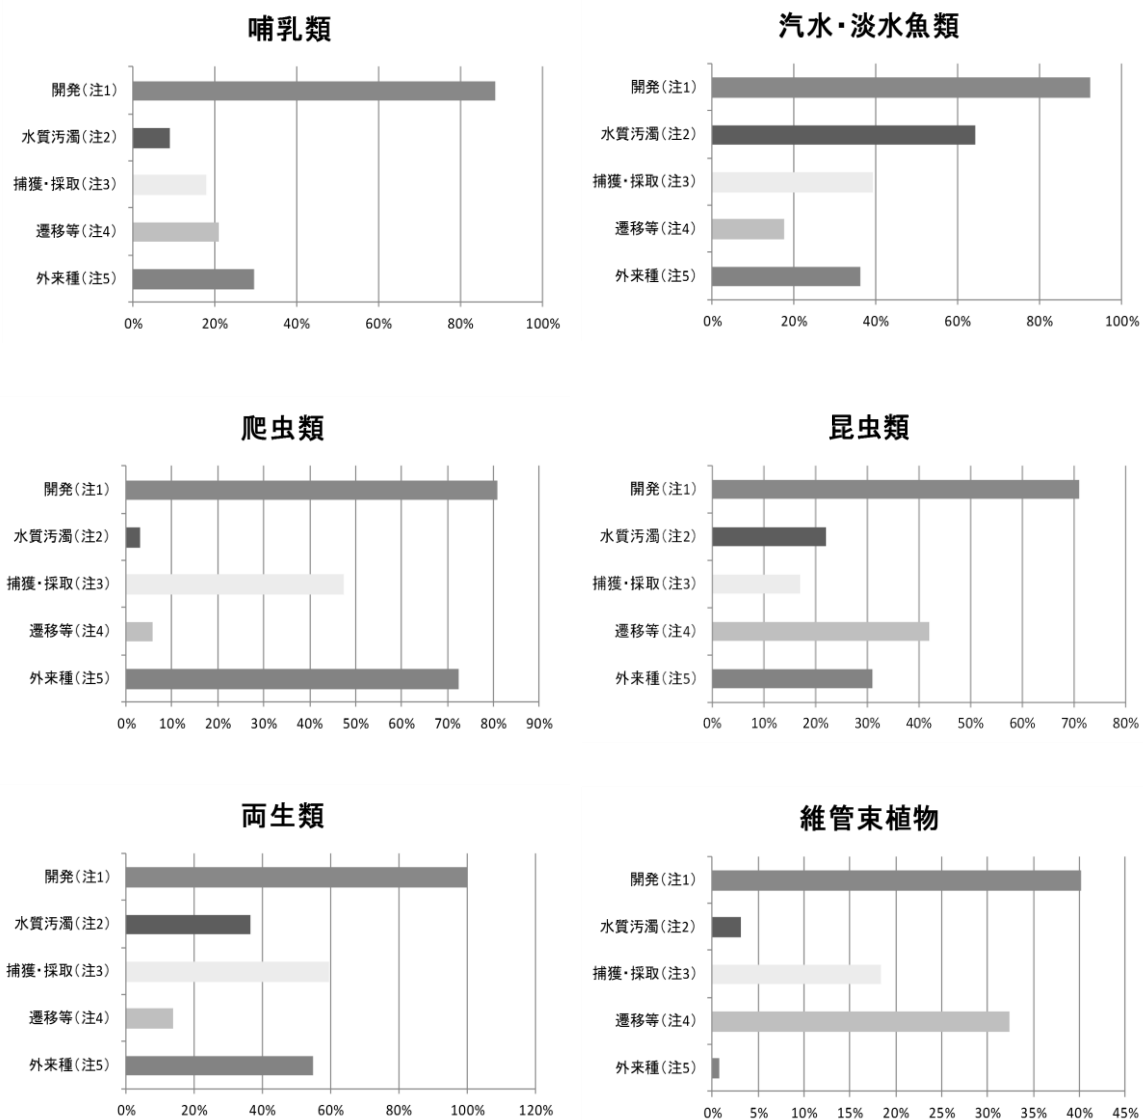 哺乳類
開発(注1)
水質汚濁(注2)
捕獲・採取(注3)
遷移等(注4)
外来種(注5)
0% 20% 40% 60% 80% 100%
汽水・淡水魚類
開発(注1)
水質汚濁(注2)
捕獲・採取(注3)
遷移等(注4)
外来種(注5)
0% 20% 40% 60% 80% 100%
爬虫類
開発(注1)
水質汚濁(注2)
捕獲・採取(注3)
遷移等(注4)
外来種(注5)
0% 10% 20% 30% 40% 50% 60% 70% 80% 90%
昆虫類
開発(注1)
水質汚濁(注2)
捕獲・採取(注3)
遷移等(注4)
外来種(注5)
0% 10% 20% 30% 40% 50% 60% 70% 80%
両生類
開発(注1)
水質汚濁(注2)
捕獲・採取(注3)
遷移等(注4)
外来種(注5)
0% 20% 40% 60% 80% 100% 120%
維管束植物
開発(注1)
水質汚濁(注2)
捕獲・採取(注3)
遷移等(注4)
外来種(注5)
0% 5% 10% 15% 20% 25% 30% 35% 40% 45%